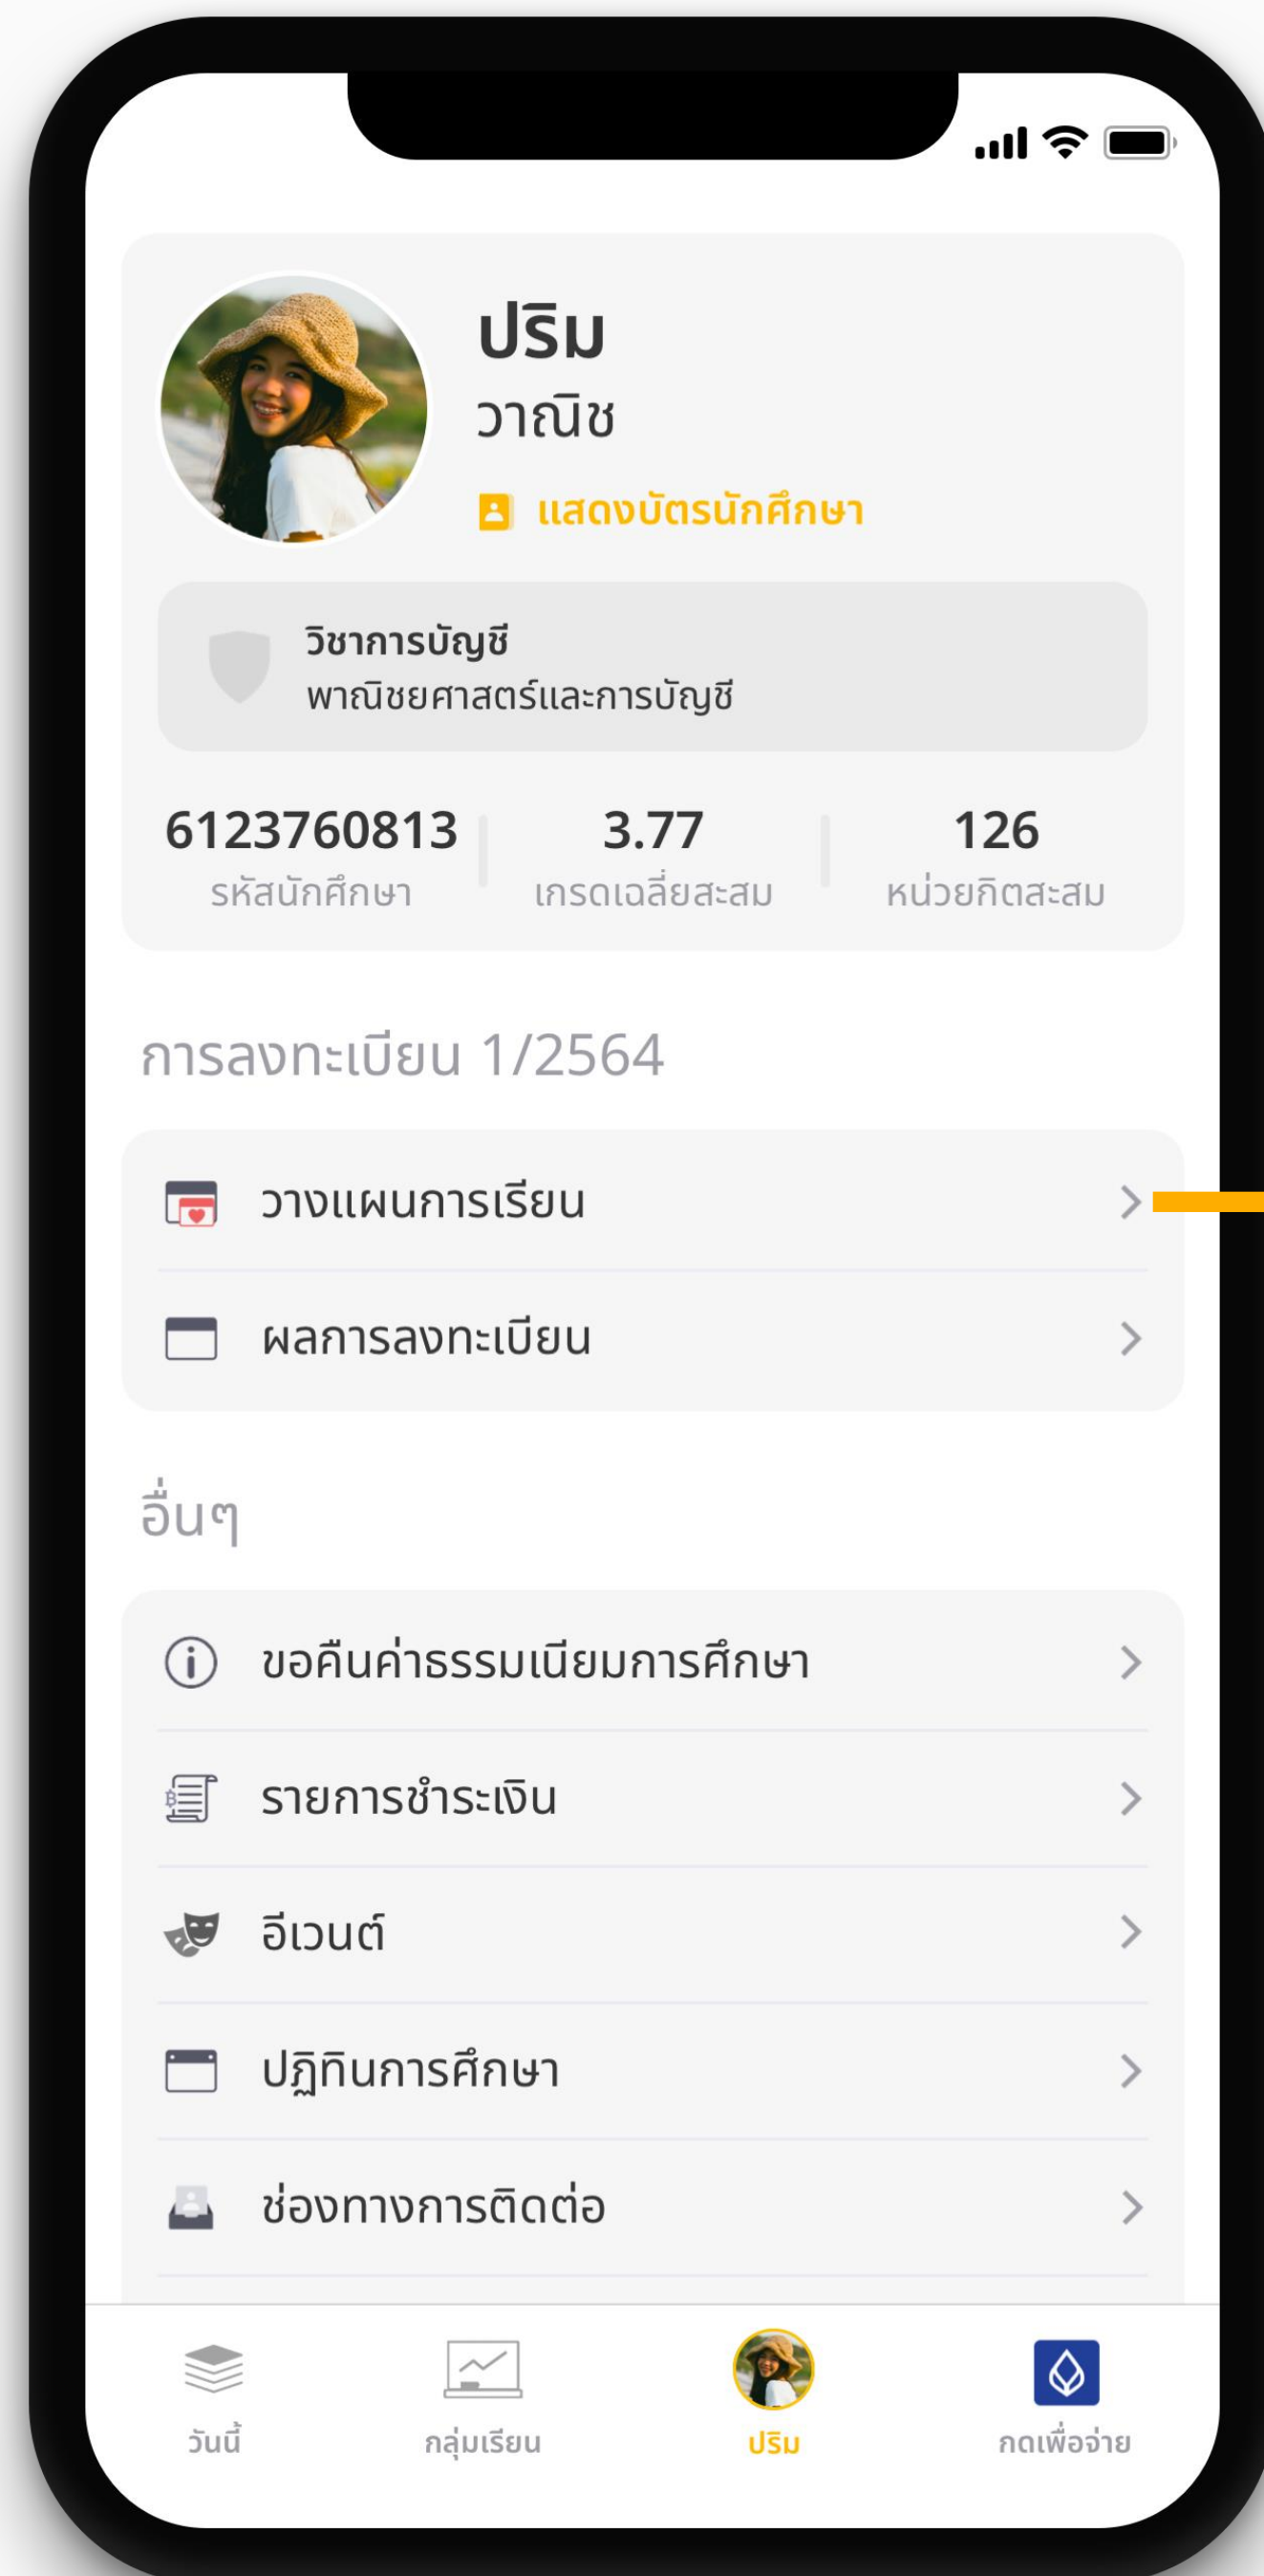 ปริม
วาณิช
แสดงบัตรนักศึกษา
วิชาการบัญชี
พาณิชยศาสตร์และการบัญชี
6123760813 3.77 126
รหัสนักศึกษา เกรดเฉลี่ยสะสม หน่วยกิตสะสม
การลงทะเบียน 1/2564
วางแผนการเรียน
ผลการลงทะเบียน
อื่นๆ
ขอคืนค่าธรรมเนียมการศึกษา
รายการชำระเงิน
อีเวนต์
ปฏิทินการศึกษา
ช่องทางการติดต่อ
วันนี้ กลุ่มเรียน ปริม กดเพื่อจ่าย